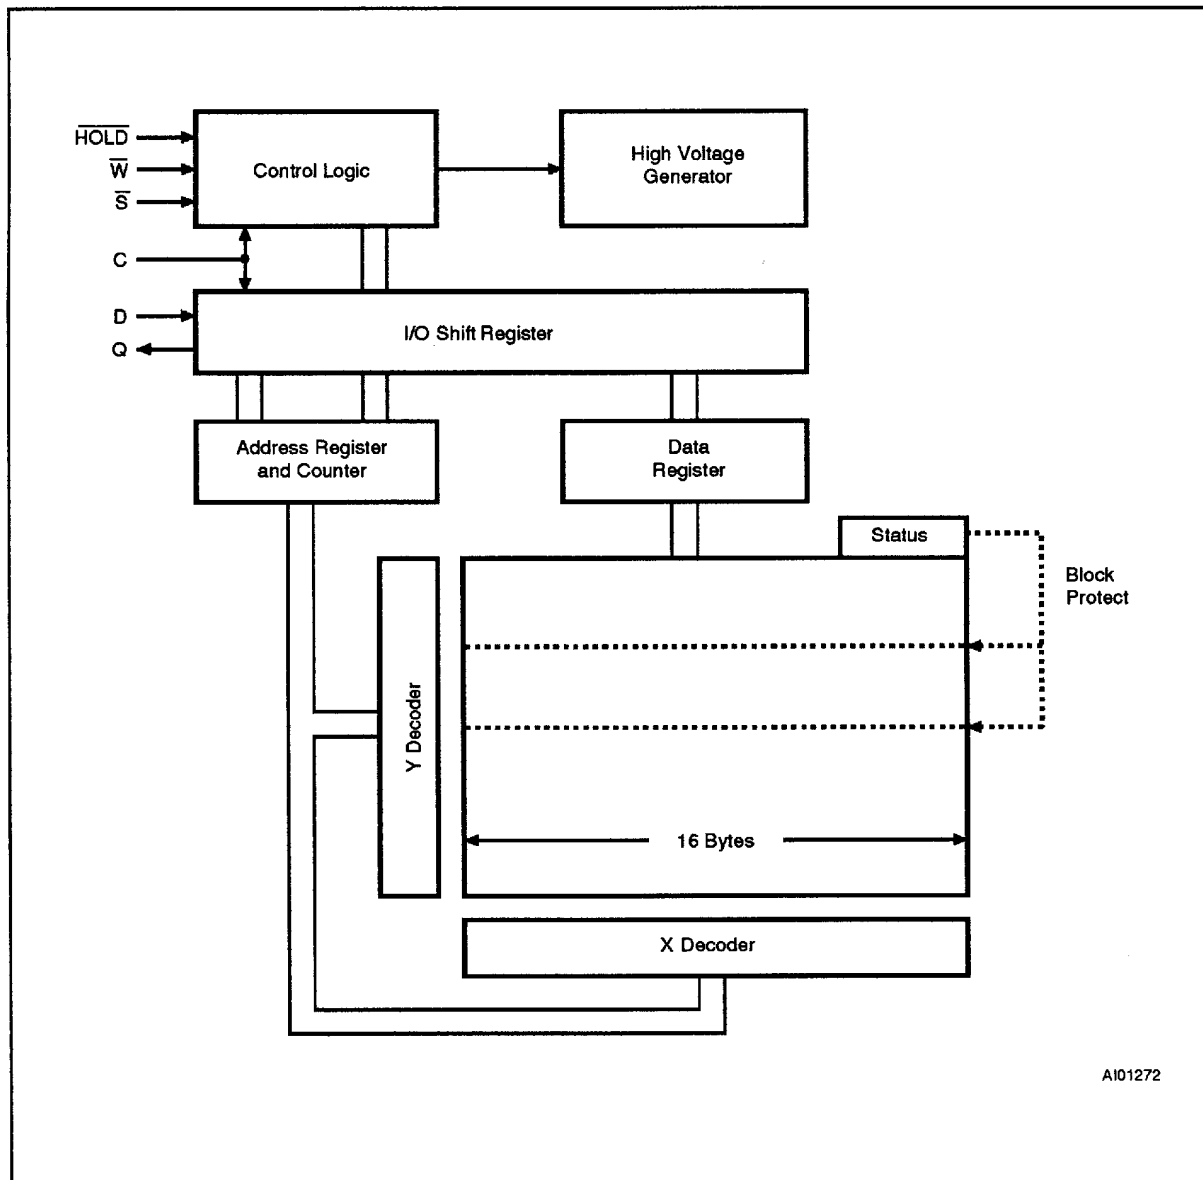 HOLD
W
S
C
D
Q
Control Logic
High Voltage
Generator
I/O Shift Register
Address Register
and Counter
Data
Register
Status
Block
Protect
Y Decoder
16 Bytes
X Decoder
AI01272